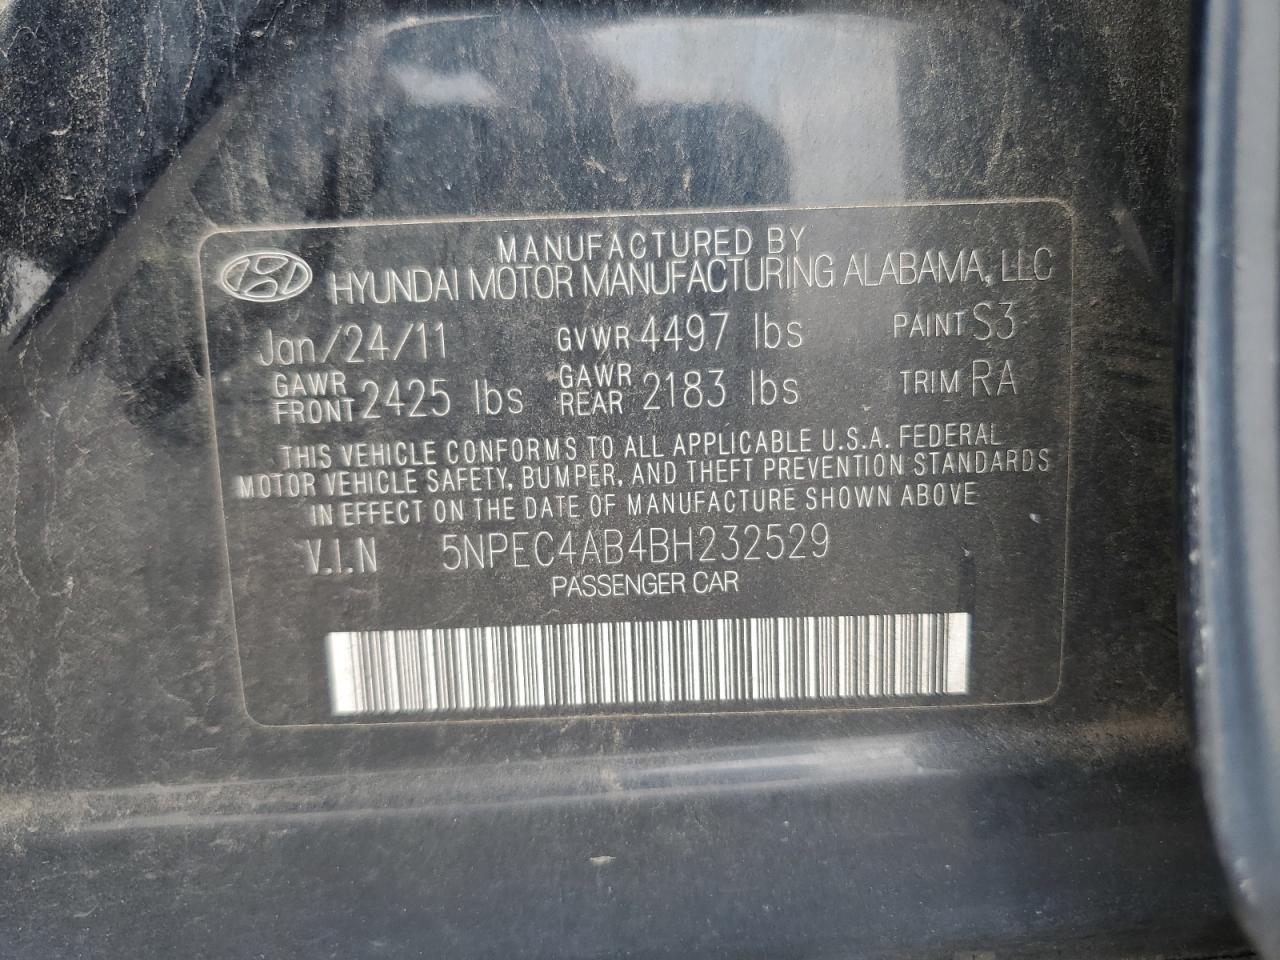 MANUFACTURED BY
HYUNDAI MOTOR MANUFACTURING ALABAMA, LLC
Jan/24/11 GVWR 4497 lbs PAINT S3
GAWR FRONT 2425 lbs GAWR REAR 2183 lbs TRIM RA
THIS VEHICLE CONFORMS TO ALL APPLICABLE U.S.A. FEDERAL
MOTOR VEHICLE SAFETY, BUMPER, AND THEFT PREVENTION STANDARDS
IN EFFECT ON THE DATE OF MANUFACTURE SHOWN ABOVE
V.I.N 5NPEC4AB4BH232529
PASSENGER CAR